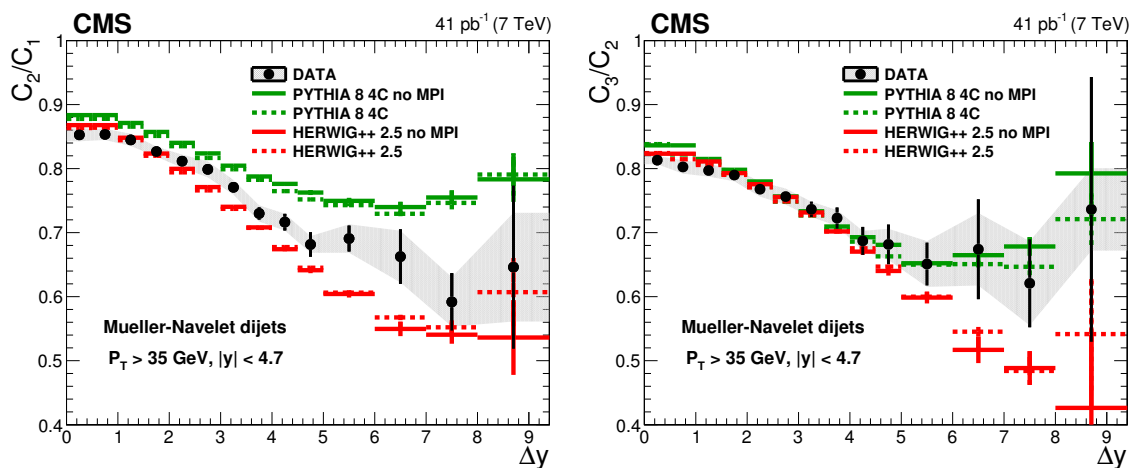 CMS 41 pb⁻¹ (7 TeV)
C₂/C₁
1
0.9
0.8
0.7
0.6
0.5
0.4
DATA
PYTHIA 8 4C no MPI
PYTHIA 8 4C
HERWIG++ 2.5 no MPI
HERWIG++ 2.5
Mueller-Navelet dijets
P_T > 35 GeV, |y| < 4.7
0 1 2 3 4 5 6 7 8 9
Δy
CMS 41 pb⁻¹ (7 TeV)
C₃/C₂
1
0.9
0.8
0.7
0.6
0.5
0.4
DATA
PYTHIA 8 4C no MPI
PYTHIA 8 4C
HERWIG++ 2.5 no MPI
HERWIG++ 2.5
Mueller-Navelet dijets
P_T > 35 GeV, |y| < 4.7
0 1 2 3 4 5 6 7 8 9
Δy